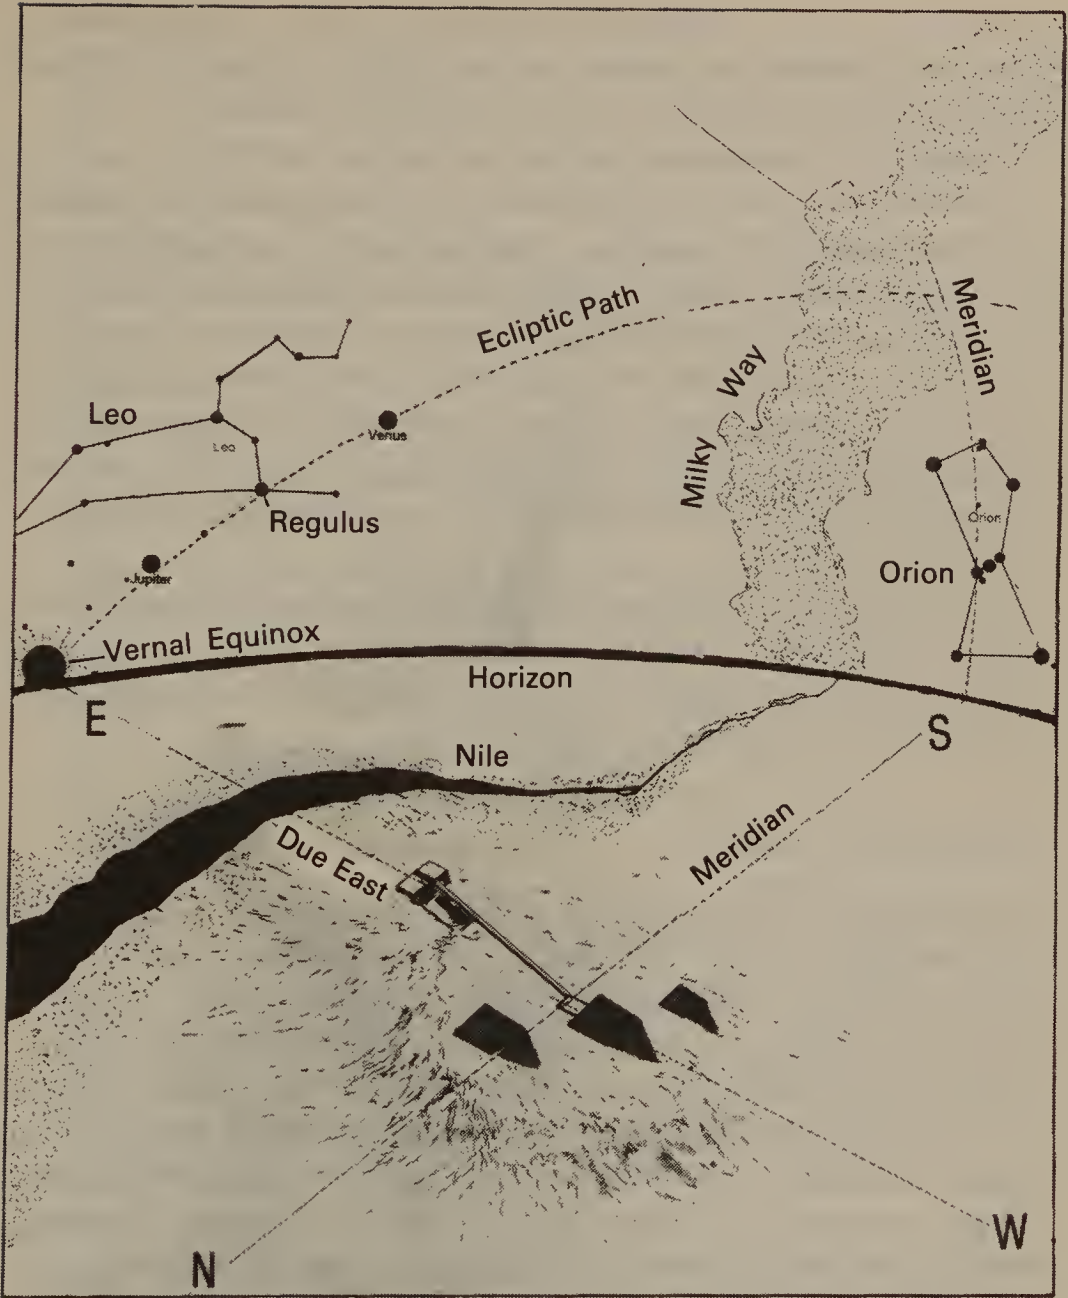 Meridian
Ecliptic Path
Milky Way
Leo
Leo
Venus
Regulus
Orion
Orion
Jupiter
Vernal Equinox
Horizon
E
S
Nile
Meridian
Due East
W
N